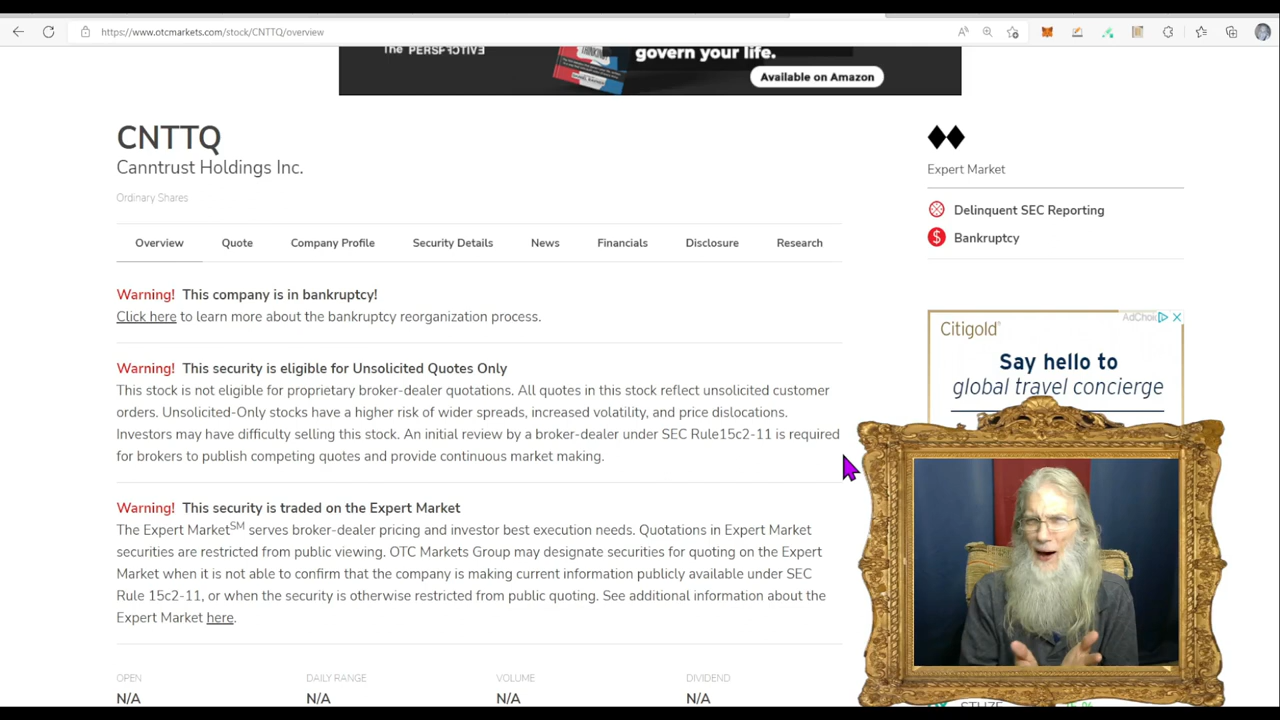 https://www.otcmarkets.com/stock/CNTTQ/overview
The PERSPECTIVE
govern your life.
Available on Amazon
CNTTQ
Canntrust Holdings Inc.
Ordinary Shares
Expert Market
Delinquent SEC Reporting
Bankruptcy
Overview Quote Company Profile Security Details News Financials Disclosure Research
Warning! This company is in bankruptcy!
Click here to learn more about the bankruptcy reorganization process.
Warning! This security is eligible for Unsolicited Quotes Only
This stock is not eligible for proprietary broker-dealer quotations. All quotes in this stock reflect unsolicited customer
orders. Unsolicited-Only stocks have a higher risk of wider spreads, increased volatility, and price dislocations.
Investors may have difficulty selling this stock. An initial review by a broker-dealer under SEC Rule15c2-11 is required
for brokers to publish competing quotes and provide continuous market making.
Warning! This security is traded on the Expert Market
The Expert MarketSM serves broker-dealer pricing and investor best execution needs. Quotations in Expert Market
securities are restricted from public viewing. OTC Markets Group may designate securities for quoting on the Expert
Market when it is not able to confirm that the company is making current information publicly available under SEC
Rule 15c2-11, or when the security is otherwise restricted from public quoting. See additional information about the
Expert Market here.
OPEN DAILY RANGE VOLUME DIVIDEND
N/A N/A N/A N/A
Citigold®
Say hello to
global travel concierge